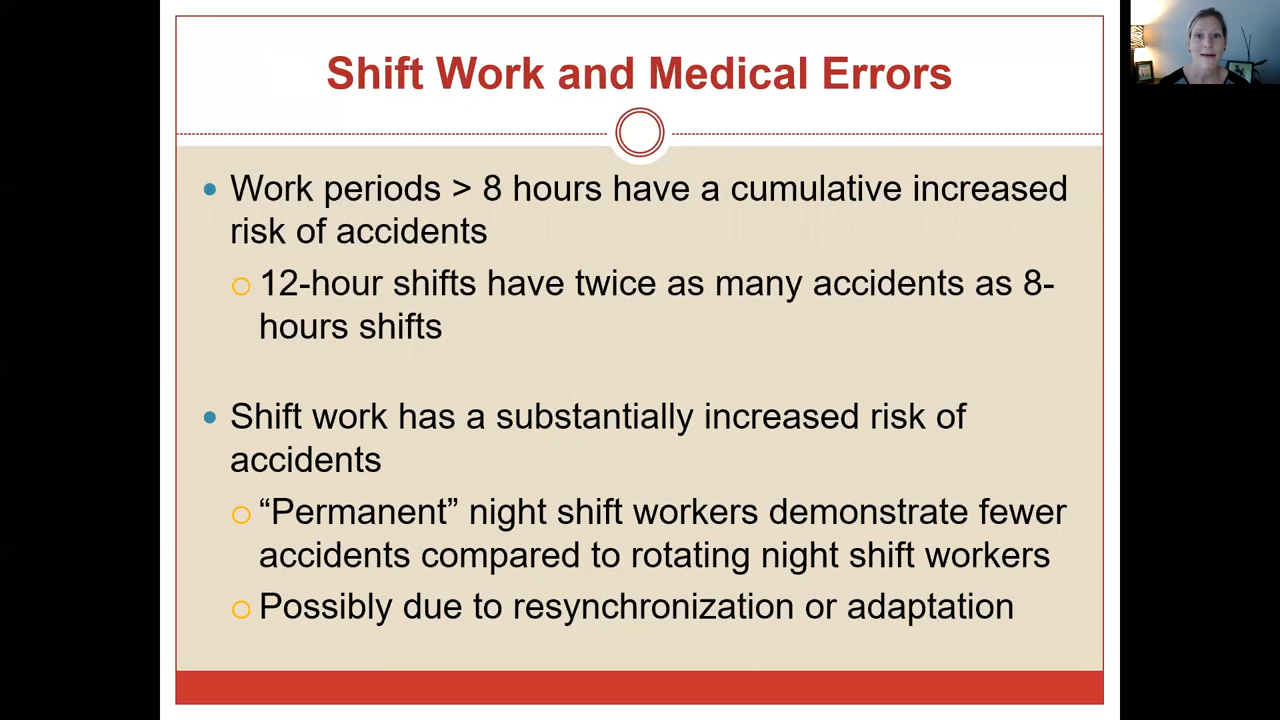 Shift Work and Medical Errors
Work periods > 8 hours have a cumulative increased
risk of accidents
12-hour shifts have twice as many accidents as 8-
hours shifts
Shift work has a substantially increased risk of
accidents
“Permanent” night shift workers demonstrate fewer
accidents compared to rotating night shift workers
Possibly due to resynchronization or adaptation